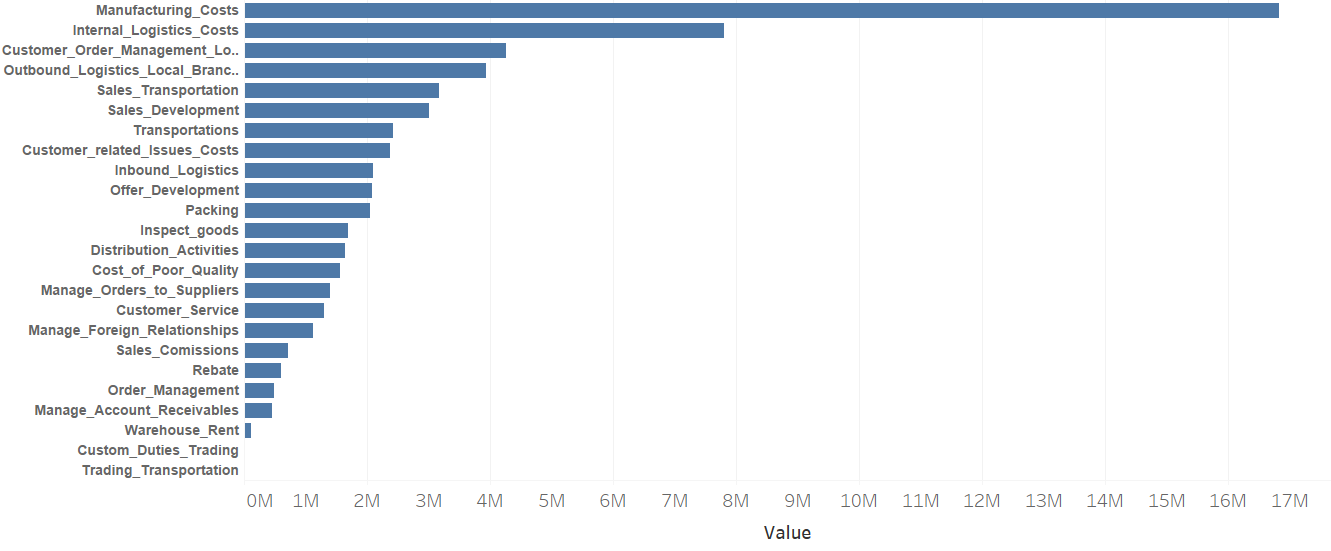 Manufacturing_Costs
Internal_Logistics_Costs
Customer_Order_Management_Lo..
Outbound_Logistics_Local_Branc..
Sales_Transportation
Sales_Development
Transportations
Customer_related_Issues_Costs
Inbound_Logistics
Offer_Development
Packing
Inspect_goods
Distribution_Activities
Cost_of_Poor_Quality
Manage_Orders_to_Suppliers
Customer_Service
Manage_Foreign_Relationships
Sales_Comissions
Rebate
Order_Management
Manage_Account_Receivables
Warehouse_Rent
Custom_Duties_Trading
Trading_Transportation
0M 1M 2M 3M 4M 5M 6M 7M 8M 9M 10M 11M 12M 13M 14M 15M 16M 17M
Value